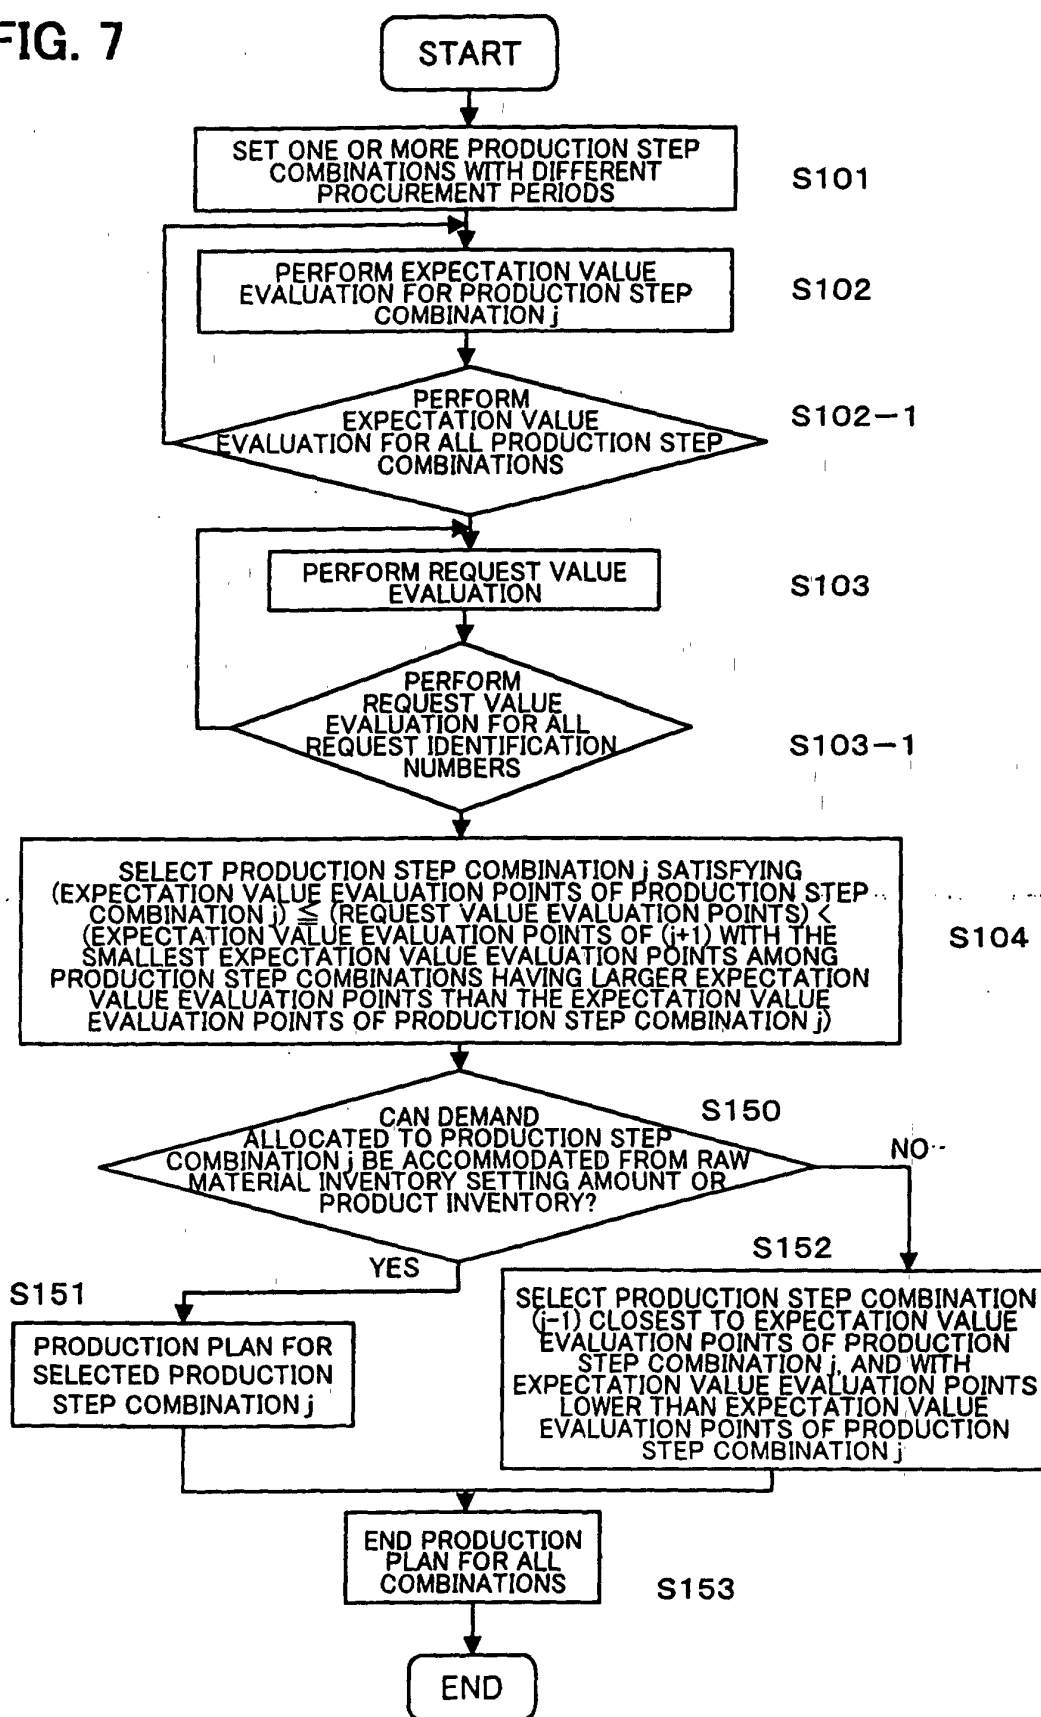 FIG. 7
START
SET ONE OR MORE PRODUCTION STEP
COMBINATIONS WITH DIFFERENT
PROCUREMENT PERIODS
S101
PERFORM EXPECTATION VALUE
EVALUATION FOR PRODUCTION STEP
COMBINATION j
S102
PERFORM
EXPECTATION VALUE
EVALUATION FOR ALL PRODUCTION STEP
COMBINATIONS
S102-1
PERFORM REQUEST VALUE
EVALUATION
S103
PERFORM
REQUEST VALUE
EVALUATION FOR ALL
REQUEST IDENTIFICATION
NUMBERS
S103-1
SELECT PRODUCTION STEP COMBINATION j SATISFYING
(EXPECTATION VALUE EVALUATION POINTS OF PRODUCTION STEP
COMBINATION j) ≦ (REQUEST VALUE EVALUATION POINTS) <
(EXPECTATION VALUE EVALUATION POINTS OF (j+1) WITH THE
SMALLEST EXPECTATION VALUE EVALUATION POINTS AMONG
PRODUCTION STEP COMBINATIONS HAVING LARGER EXPECTATION
VALUE EVALUATION POINTS THAN THE EXPECTATION VALUE
EVALUATION POINTS OF PRODUCTION STEP COMBINATION j)
S104
CAN DEMAND
ALLOCATED TO PRODUCTION STEP
COMBINATION j BE ACCOMMODATED FROM RAW
MATERIAL INVENTORY SETTING AMOUNT OR
PRODUCT INVENTORY?
S150
NO
YES
S151
PRODUCTION PLAN FOR
SELECTED PRODUCTION
STEP COMBINATION j
S152
SELECT PRODUCTION STEP COMBINATION
(j-1) CLOSEST TO EXPECTATION VALUE
EVALUATION POINTS OF PRODUCTION
STEP COMBINATION j, AND WITH
EXPECTATION VALUE EVALUATION POINTS
LOWER THAN EXPECTATION VALUE
EVALUATION POINTS OF PRODUCTION
STEP COMBINATION j
END PRODUCTION
PLAN FOR ALL
COMBINATIONS
S153
END